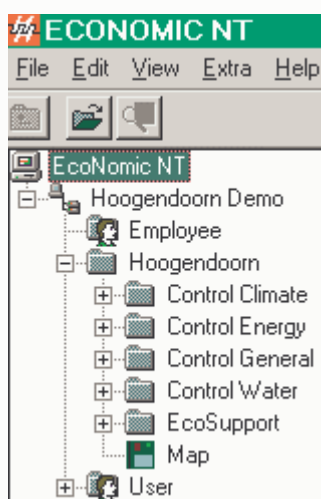 ECONOMIC NT
File Edit View Extra Help
EcoNomic NT
Hoogendoorn Demo
Employee
Hoogendoorn
Control Climate
Control Energy
Control General
Control Water
EcoSupport
Map
User